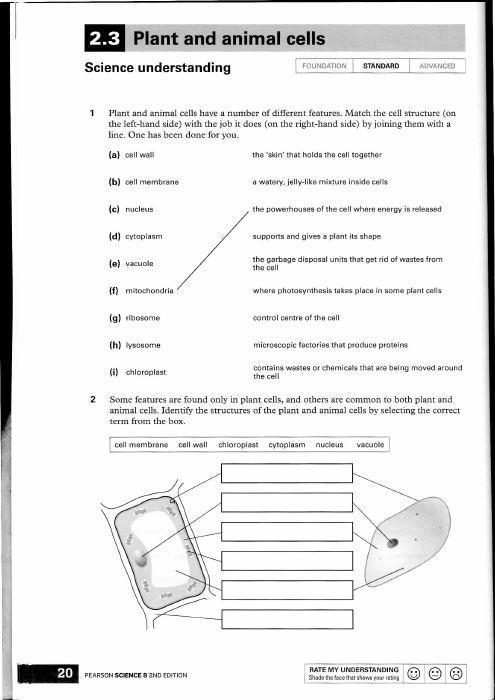 2.3 Plant and animal cells
Science understanding
FOUNDATION STANDARD ADVANCED
1 Plant and animal cells have a number of different features. Match the cell structure (on
the left-hand side) with the job it does (on the right-hand side) by joining them with a
line. One has been done for you.
(a) cell wall the 'skin' that holds the cell together
(b) cell membrane a watery, jelly-like mixture inside cells
(c) nucleus the powerhouses of the cell where energy is released
(d) cytoplasm supports and gives a plant its shape
(e) vacuole the garbage disposal units that get rid of wastes from
the cell
(f) mitochondria where photosynthesis takes place in some plant cells
(g) ribosome control centre of the cell
(h) lysosome microscopic factories that produce proteins
(i) chloroplast contains wastes or chemicals that are being moved around
the cell
2 Some features are found only in plant cells, and others are common to both plant and
animal cells. Identify the structures of the plant and animal cells by selecting the correct
term from the box.
cell membrane cell wall chloroplast cytoplasm nucleus vacuole
20 PEARSON SCIENCE 8 2ND EDITION
RATE MY UNDERSTANDING
Shade the face that shows your rating